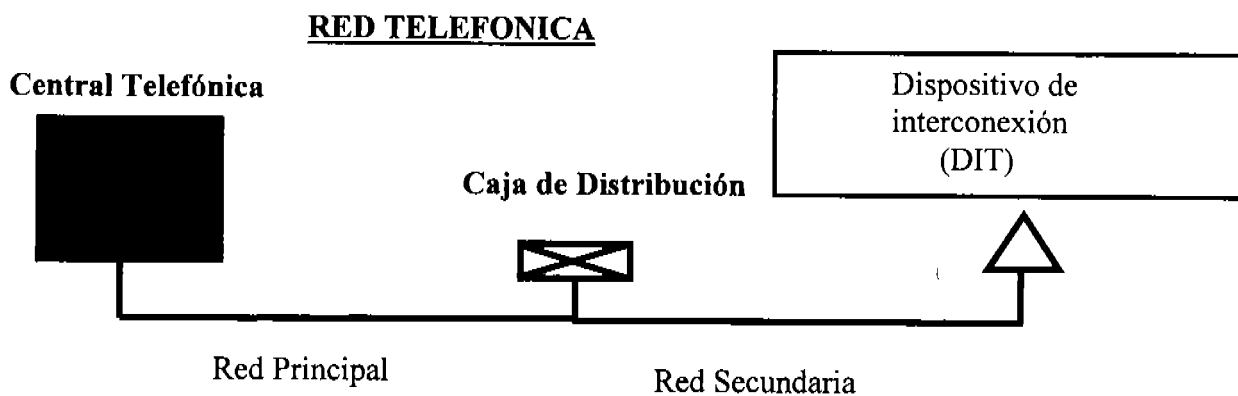 RED TELEFONICA
Central Telefónica
Dispositivo de
interconexión
(DIT)
Caja de Distribución
Red Principal
Red Secundaria